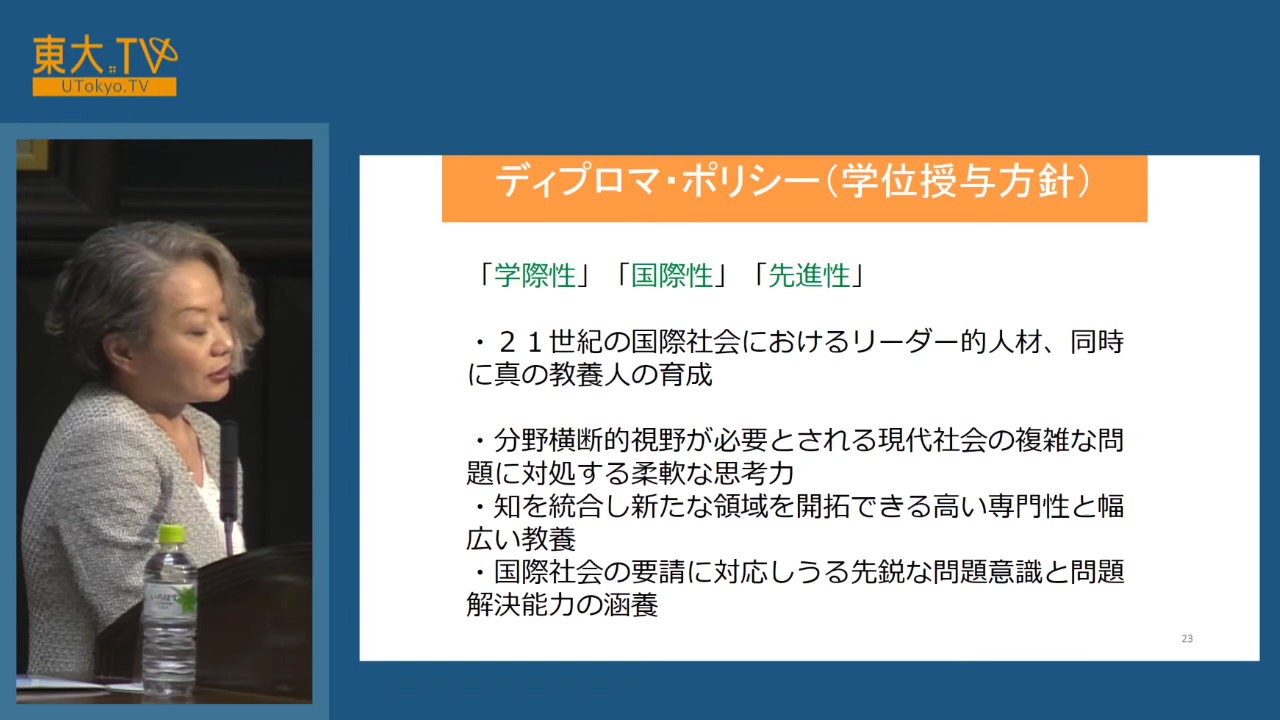 東大.TV
UTokyo.TV
ディプロマ・ポリシー（学位授与方針）
「学際性」「国際性」「先進性」
・２１世紀の国際社会におけるリーダー的人材、同時
に真の教養人の育成
・分野横断的視野が必要とされる現代社会の複雑な問
題に対処する柔軟な思考力
・知を統合し新たな領域を開拓できる高い専門性と幅
広い教養
・国際社会の要請に対応しうる先鋭な問題意識と問題
解決能力の涵養
23
いろはす